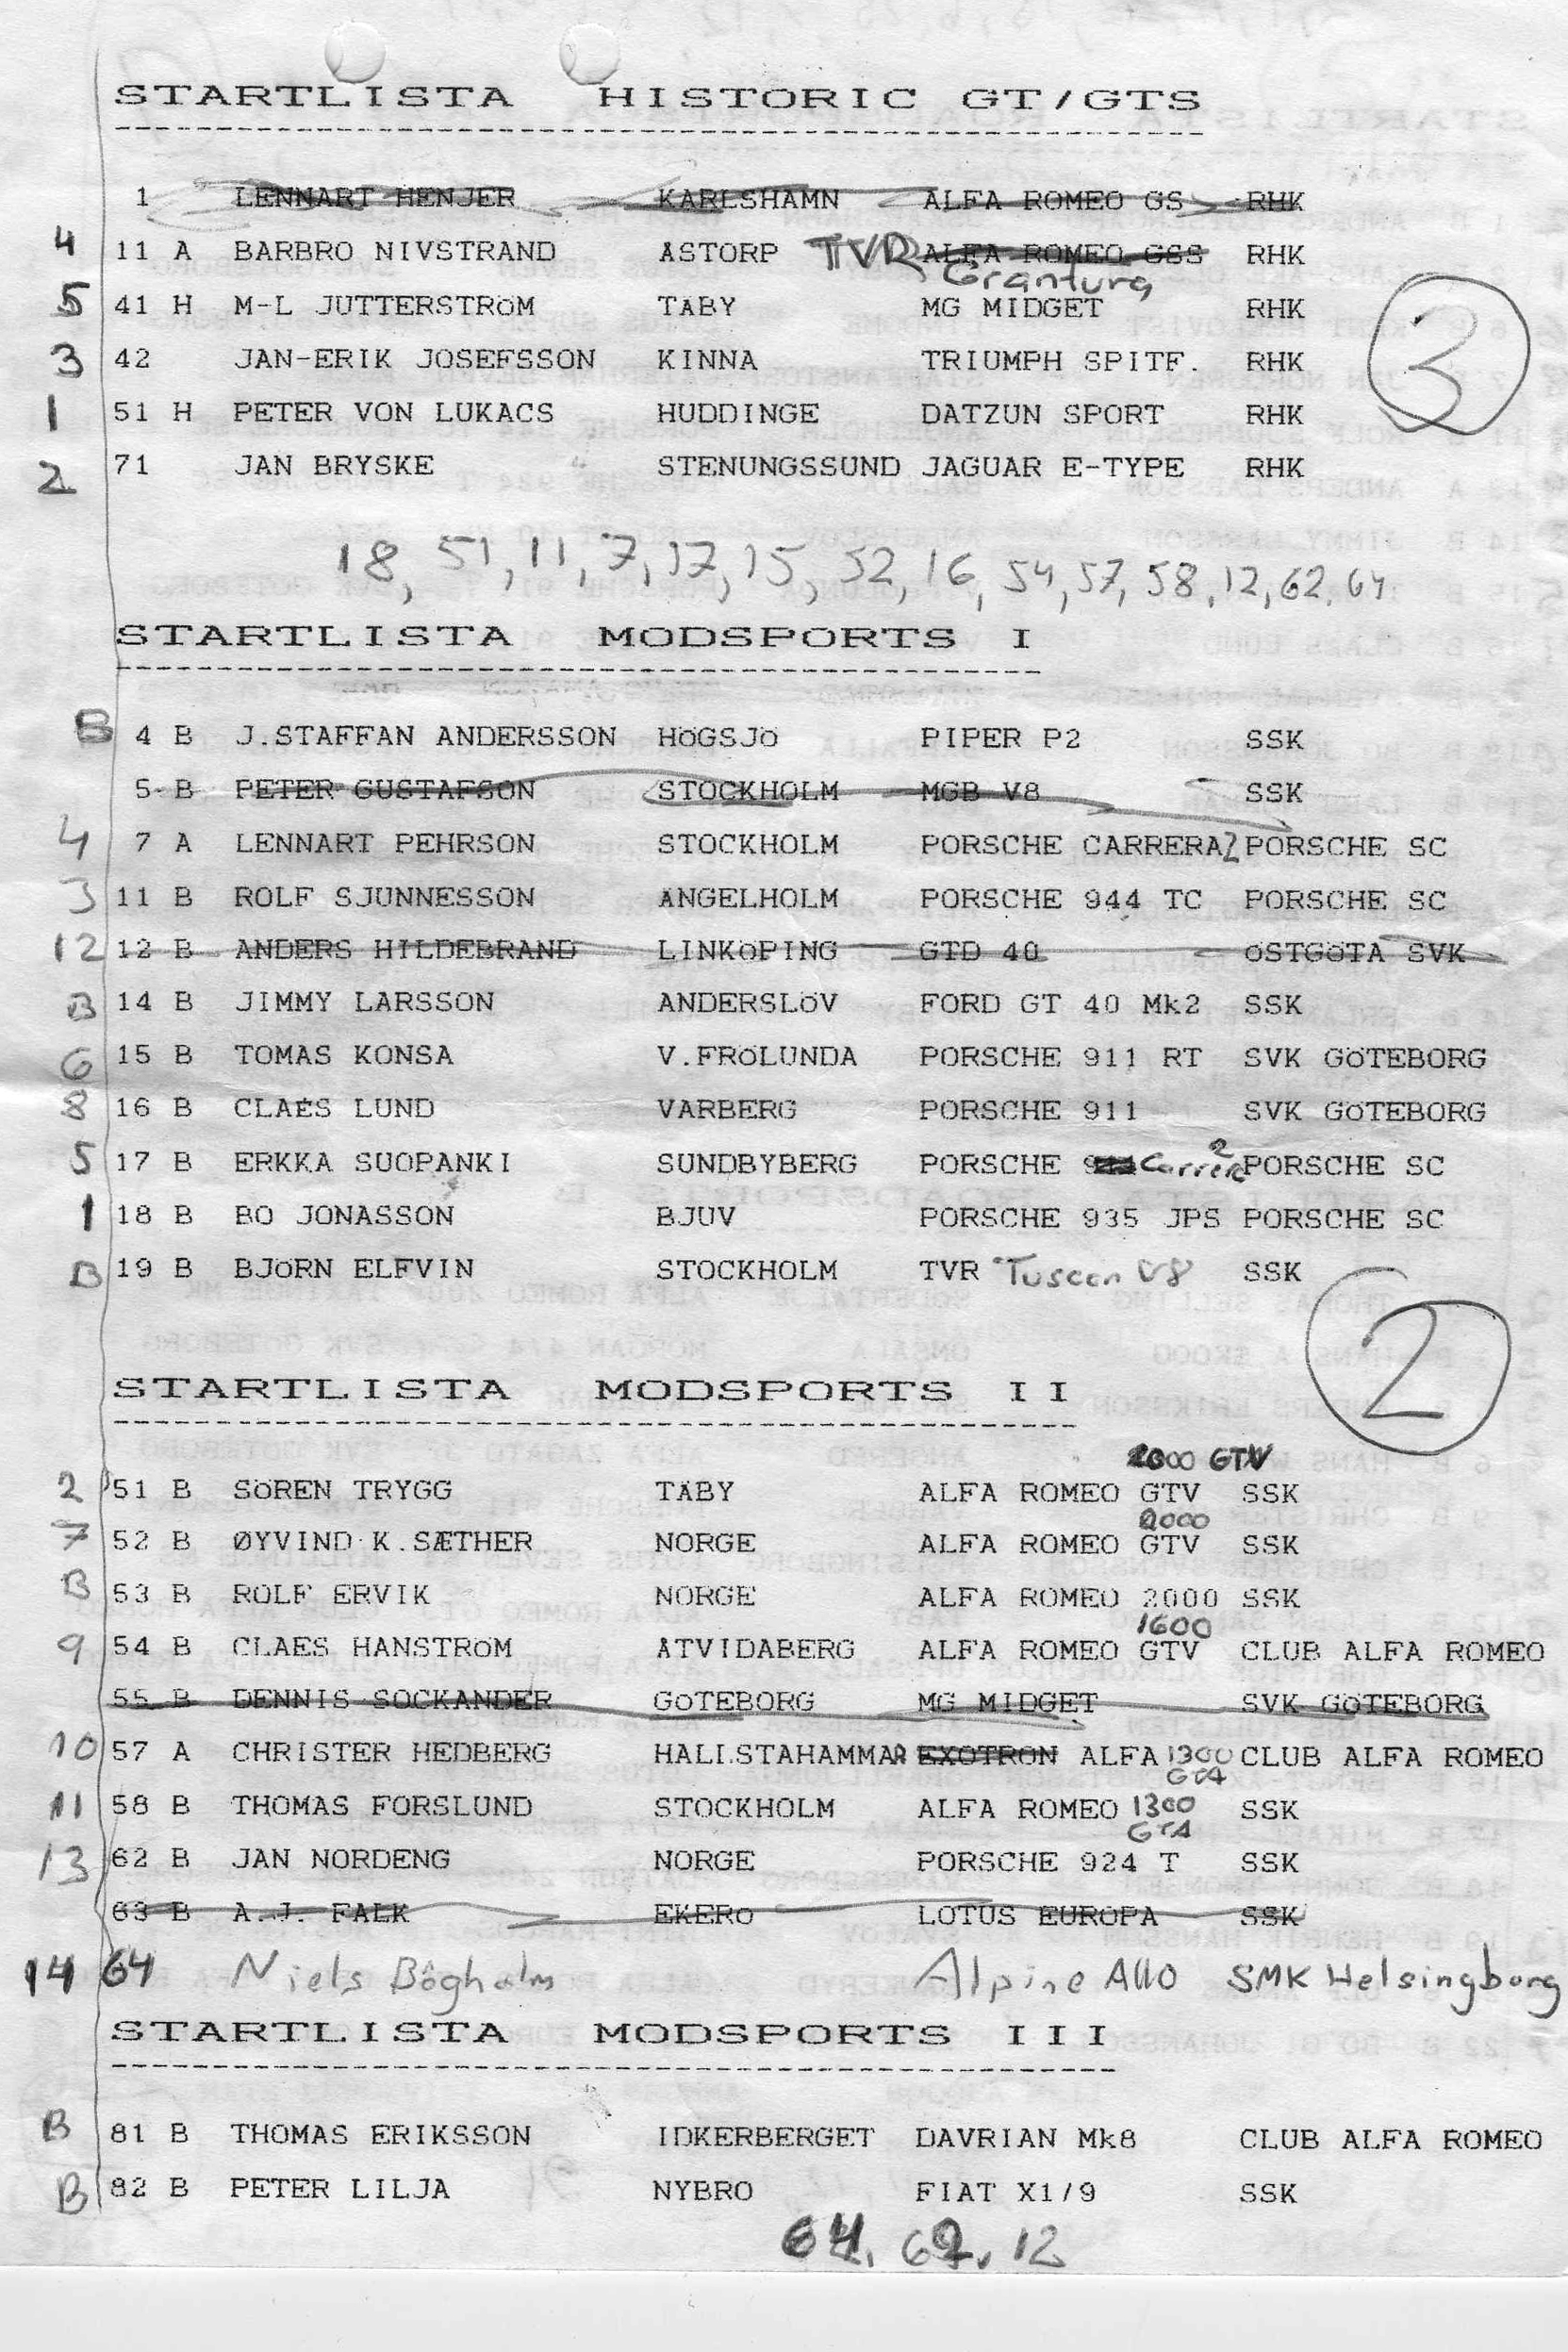 STARTLISTA HISTORIC GT/GTS
1 LENNART HENJER KARLSHAMN ALFA ROMEO GS RHK
4 11 A BARBRO NIVSTRAND ÅSTORP TVR ALFA ROMEO GSS RHK
Grantura
5 41 H M-L JUTTERSTRÖM TÄBY MG MIDGET RHK
3 42 JAN-ERIK JOSEFSSON KINNA TRIUMPH SPITF. RHK
3
1 51 H PETER VON LUKACS HUDDINGE DATZUN SPORT RHK
2 71 JAN BRYSKE STENUNGSSUND JAGUAR E-TYPE RHK
18, 51, 11, 7, 17, 15, 52, 16, 54, 57, 58, 12, 62, 64
STARTLISTA MODSPORTS I
B 4 B J.STAFFAN ANDERSSON HÖGSJÖ PIPER P2 SSK
5 B PETER GUSTAFSON STOCKHOLM MGB V8 SSK
4 7 A LENNART PEHRSON STOCKHOLM PORSCHE CARRERA 2 PORSCHE SC
3 11 B ROLF SJUNNESSON ÄNGELHOLM PORSCHE 944 TC PORSCHE SC
12 12 B ANDERS HILDEBRAND LINKÖPING GTD 40 ÖSTGÖTA SVK
B 14 B JIMMY LARSSON ANDERSLÖV FORD GT 40 Mk2 SSK
6 15 B TOMAS KONSA V.FRÖLUNDA PORSCHE 911 RT SVK GÖTEBORG
8 16 B CLAES LUND VARBERG PORSCHE 911 SVK GÖTEBORG
5 17 B ERKKA SUOPANKI SUNDBYBERG PORSCHE Carrera 2 PORSCHE SC
1 18 B BO JONASSON BJUV PORSCHE 935 JPS PORSCHE SC
B 19 B BJÖRN ELFVIN STOCKHOLM TVR Tuscan V8 SSK
2
STARTLISTA MODSPORTS II
2000 GTV
2 51 B SÖREN TRYGG TÄBY ALFA ROMEO GTV SSK
2000
7 52 B ØYVIND K.SÆTHER NORGE ALFA ROMEO GTV SSK
B 53 B ROLF ERVIK NORGE ALFA ROMEO 2000 SSK
1600
9 54 B CLAES HANSTRÖM ÅTVIDABERG ALFA ROMEO GTV CLUB ALFA ROMEO
55 B DENNIS SOCKANDER GÖTEBORG MG MIDGET SVK GÖTEBORG
10 57 A CHRISTER HEDBERG HALLSTAHAMMAR EXOTRON ALFA 1300 CLUB ALFA ROMEO
GTA
11 58 B THOMAS FORSLUND STOCKHOLM ALFA ROMEO 1300 SSK
GTA
13 62 B JAN NORDENG NORGE PORSCHE 924 T SSK
63 B A.J. FALK EKERÖ LOTUS EUROPA SSK
14 64 Niels Bögholm Alpine A110 SMK Helsingborg
STARTLISTA MODSPORTS III
B 81 B THOMAS ERIKSSON IDKERBERGET DAVRIAN Mk8 CLUB ALFA ROMEO
B 82 B PETER LILJA NYBRO FIAT X1/9 SSK
64, 62, 12